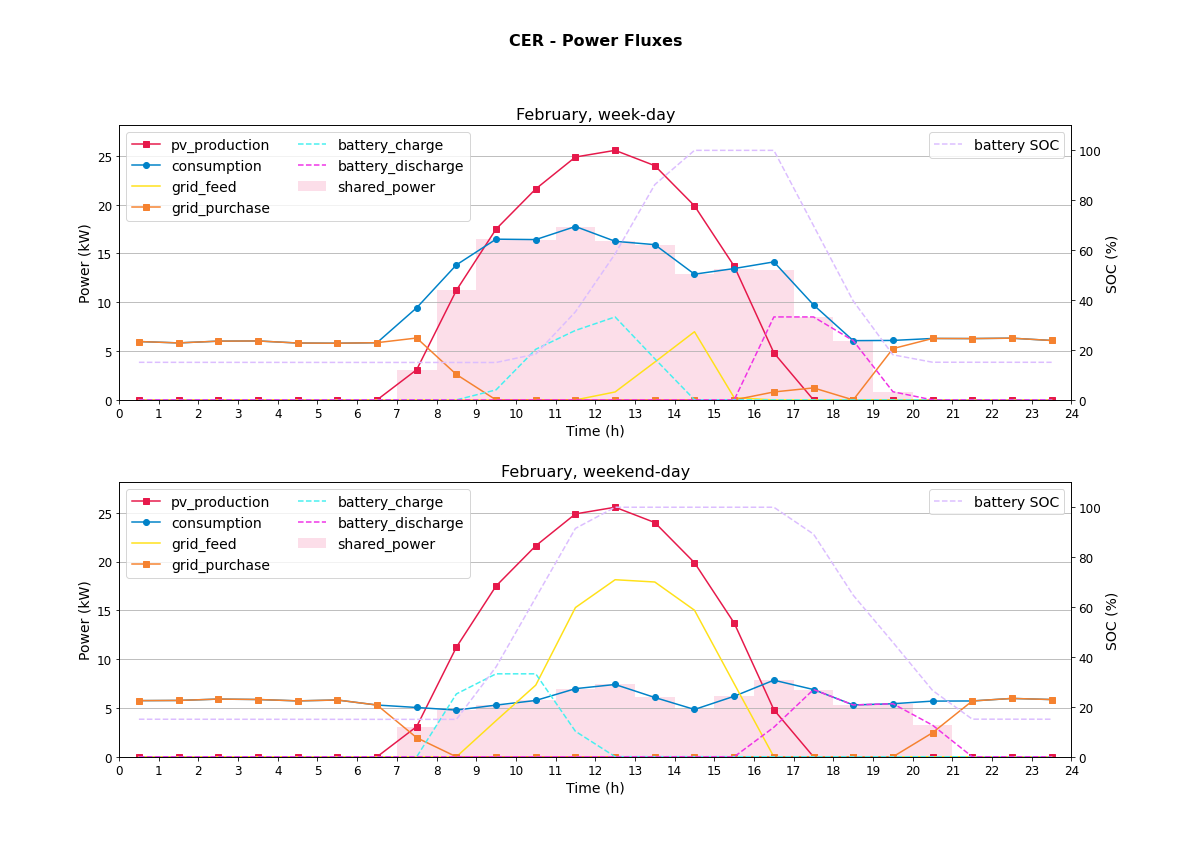 CER - Power Fluxes
February, week-day
pv_production
consumption
grid_feed
grid_purchase
battery_charge
battery_discharge
shared_power
battery SOC
Power (kW)
25
20
15
10
5
0
SOC (%)
100
80
60
40
20
0
0 1 2 3 4 5 6 7 8 9 10 11 12 13 14 15 16 17 18 19 20 21 22 23 24
Time (h)
February, weekend-day
pv_production
consumption
grid_feed
grid_purchase
battery_charge
battery_discharge
shared_power
battery SOC
Power (kW)
25
20
15
10
5
0
SOC (%)
100
80
60
40
20
0
0 1 2 3 4 5 6 7 8 9 10 11 12 13 14 15 16 17 18 19 20 21 22 23 24
Time (h)